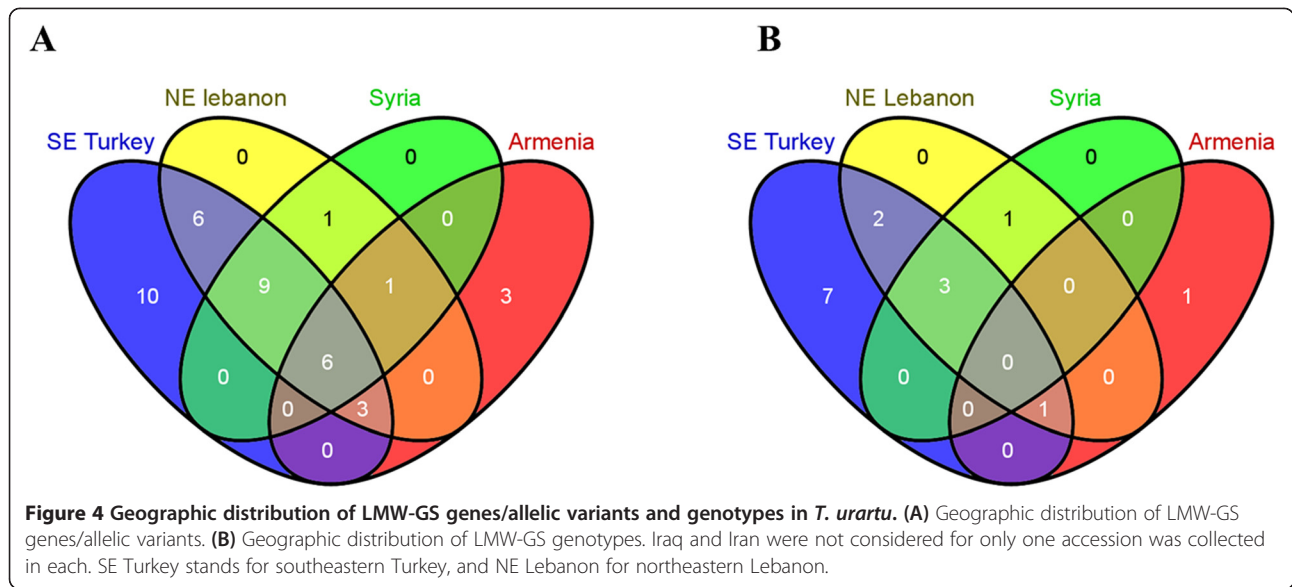 A
B
NE lebanon
Syria
SE Turkey
Armenia
0
0
6
1
0
10
9
1
3
6
0
0
0
3
0
NE Lebanon
Syria
SE Turkey
Armenia
0
0
2
1
0
7
3
0
1
0
0
0
0
1
0
Figure 4 Geographic distribution of LMW-GS genes/allelic variants and genotypes in T. urartu. (A) Geographic distribution of LMW-GS
genes/allelic variants. (B) Geographic distribution of LMW-GS genotypes. Iraq and Iran were not considered for only one accession was collected
in each. SE Turkey stands for southeastern Turkey, and NE Lebanon for northeastern Lebanon.